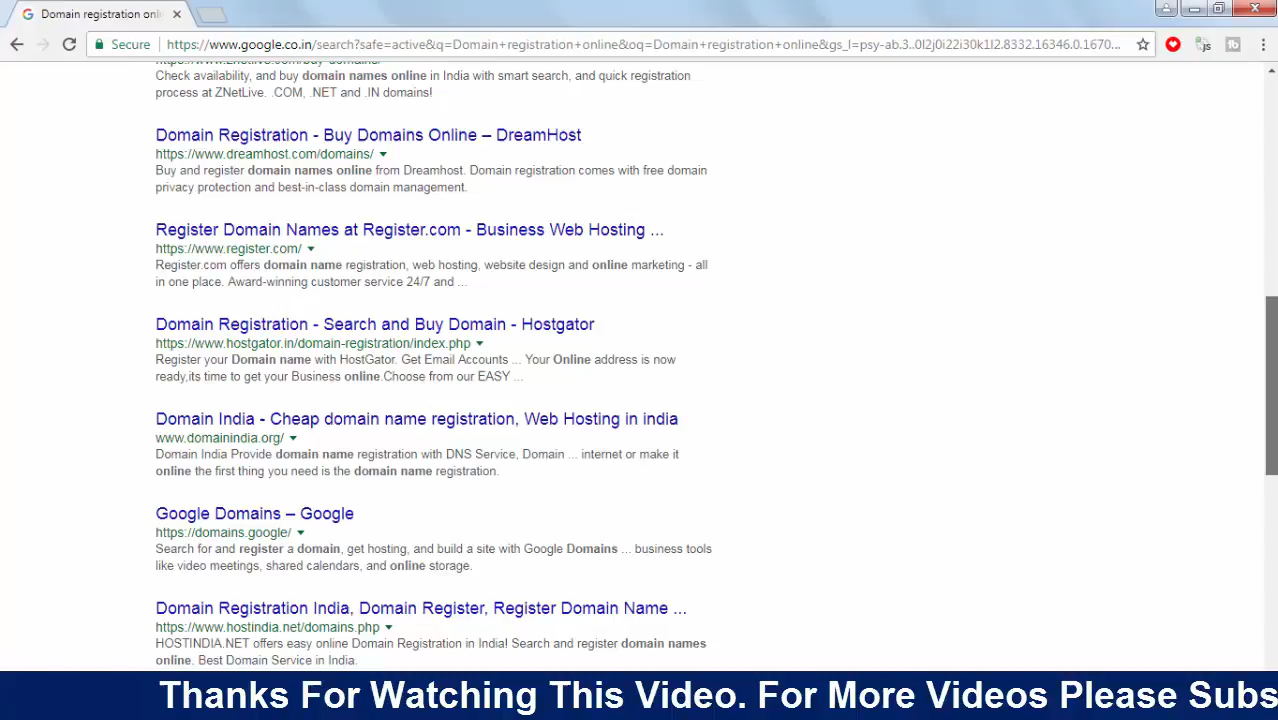 Domain registration onli
Secure
https://www.google.co.in/search?safe=active&q=Domain+registration+online&oq=Domain+registration+online&gs_l=psy-ab.3..0l2j0i22i30k1l2.8332.16346.0.1670...
js
https://www.znetlive.com/buy-domains/
Check availability, and buy domain names online in India with smart search, and quick registration
process at ZNetLive. .COM, .NET and .IN domains!
Domain Registration - Buy Domains Online – DreamHost
https://www.dreamhost.com/domains/
Buy and register domain names online from Dreamhost. Domain registration comes with free domain
privacy protection and best-in-class domain management.
Register Domain Names at Register.com - Business Web Hosting ...
https://www.register.com/
Register.com offers domain name registration, web hosting, website design and online marketing - all
in one place. Award-winning customer service 24/7 and ...
Domain Registration - Search and Buy Domain - Hostgator
https://www.hostgator.in/domain-registration/index.php
Register your Domain name with HostGator. Get Email Accounts ... Your Online address is now
ready,its time to get your Business online.Choose from our EASY ...
Domain India - Cheap domain name registration, Web Hosting in india
www.domainindia.org/
Domain India Provide domain name registration with DNS Service, Domain ... internet or make it
online the first thing you need is the domain name registration.
Google Domains – Google
https://domains.google/
Search for and register a domain, get hosting, and build a site with Google Domains ... business tools
like video meetings, shared calendars, and online storage.
Domain Registration India, Domain Register, Register Domain Name ...
https://www.hostindia.net/domains.php
HOSTINDIA.NET offers easy online Domain Registration in India! Search and register domain names
online. Best Domain Service in India.
Thanks For Watching This Video. For More Videos Please Subs